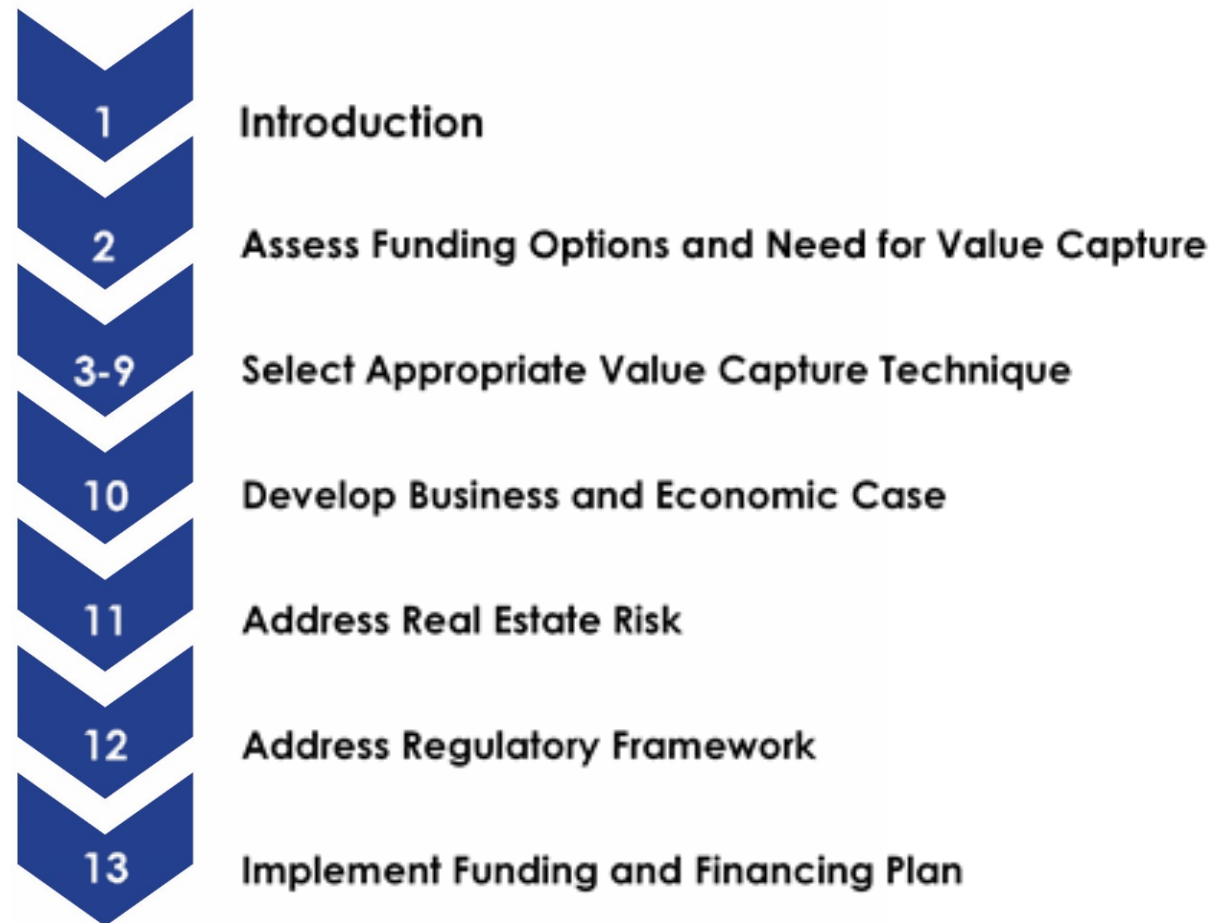 1 Introduction
2 Assess Funding Options and Need for Value Capture
3-9 Select Appropriate Value Capture Technique
10 Develop Business and Economic Case
11 Address Real Estate Risk
12 Address Regulatory Framework
13 Implement Funding and Financing Plan